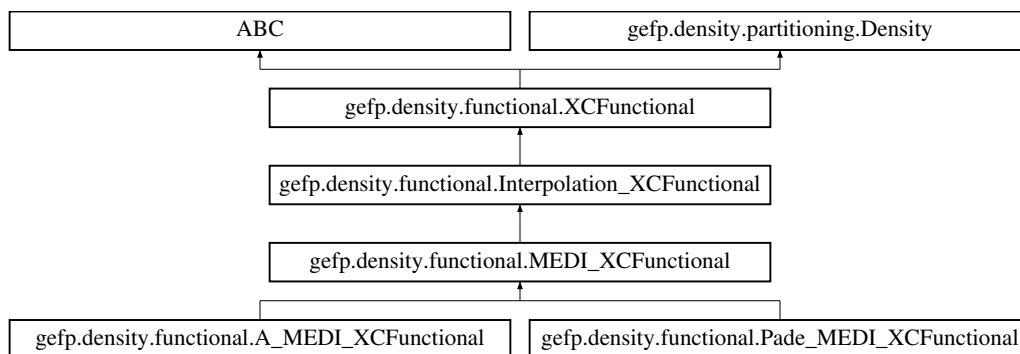 ABC
gefp.density.partitioning.Density
gefp.density.functional.XCFunctional
gefp.density.functional.Interpolation_XCFunctional
gefp.density.functional.MEDI_XCFunctional
gefp.density.functional.A_MEDI_XCFunctional
gefp.density.functional.Pade_MEDI_XCFunctional